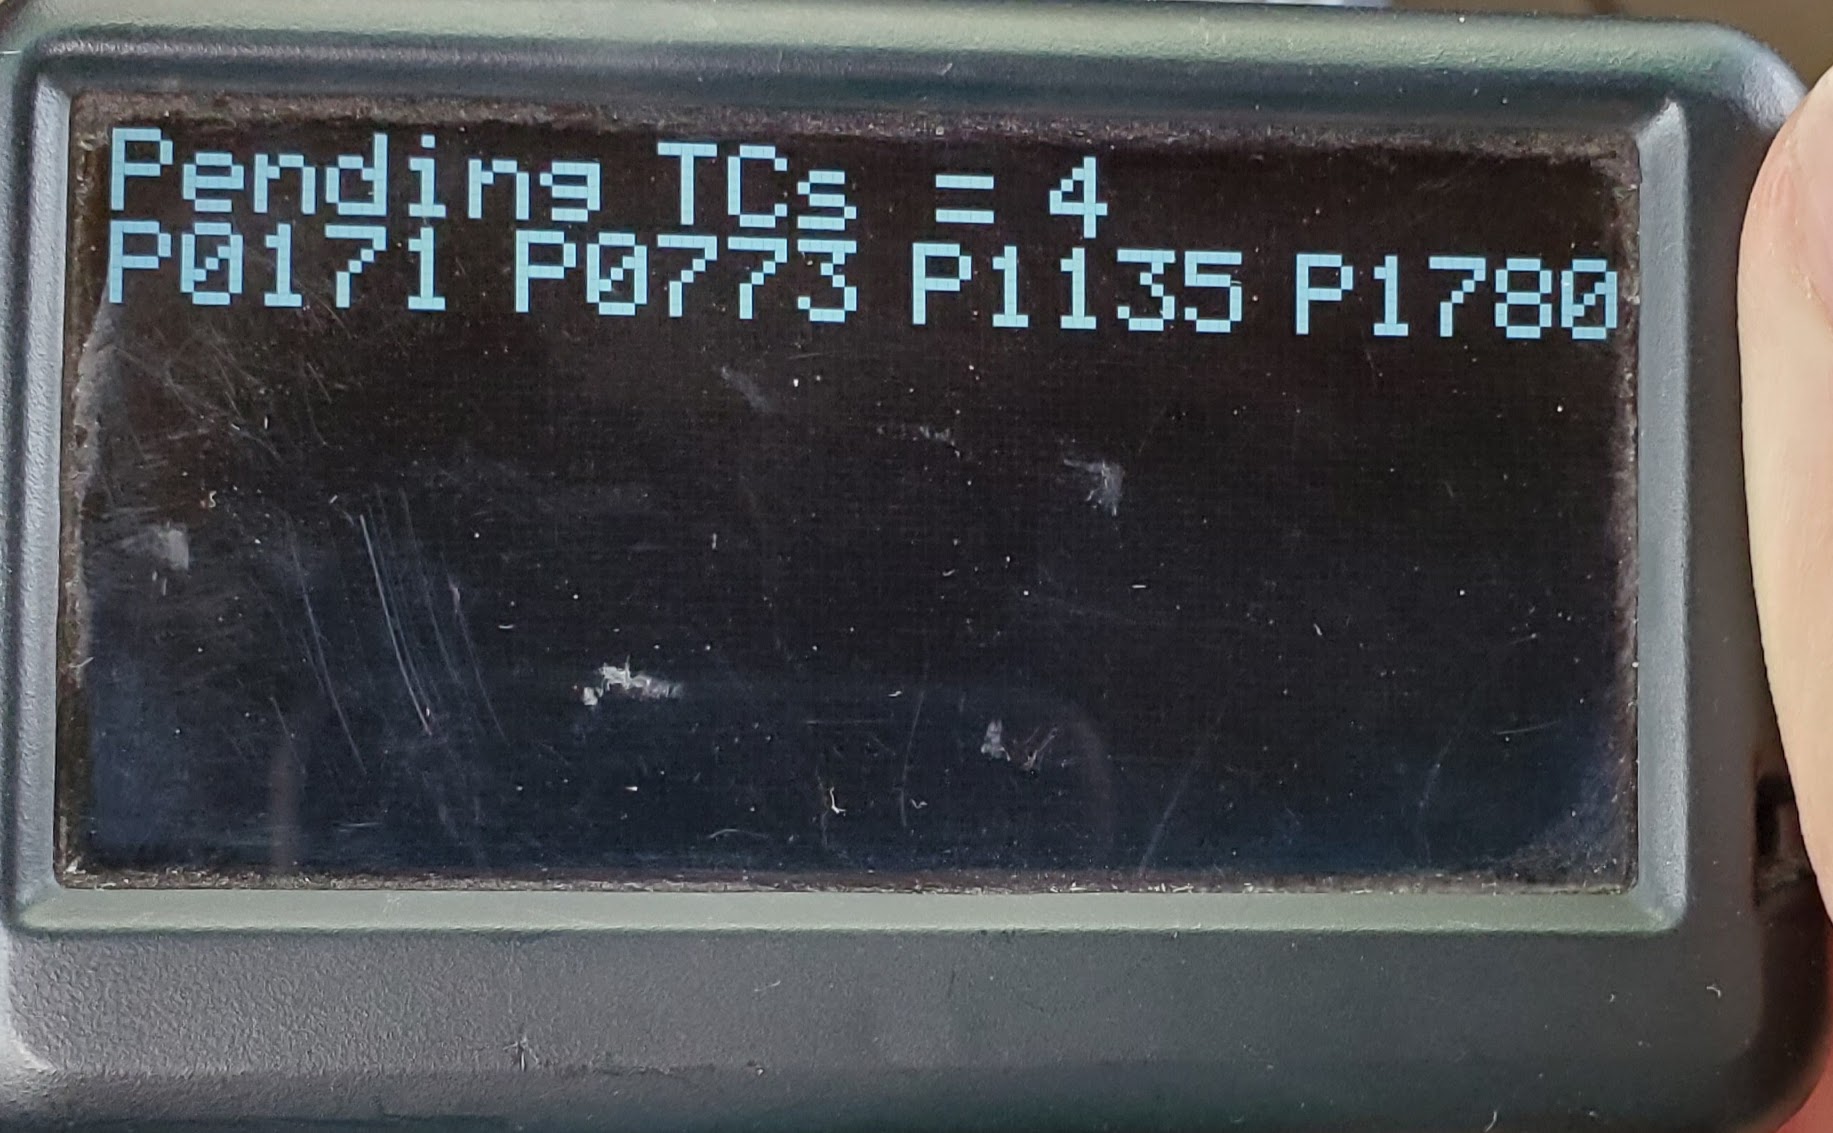 Pending TCs = 4
P0171 P0773 P1135 P1780